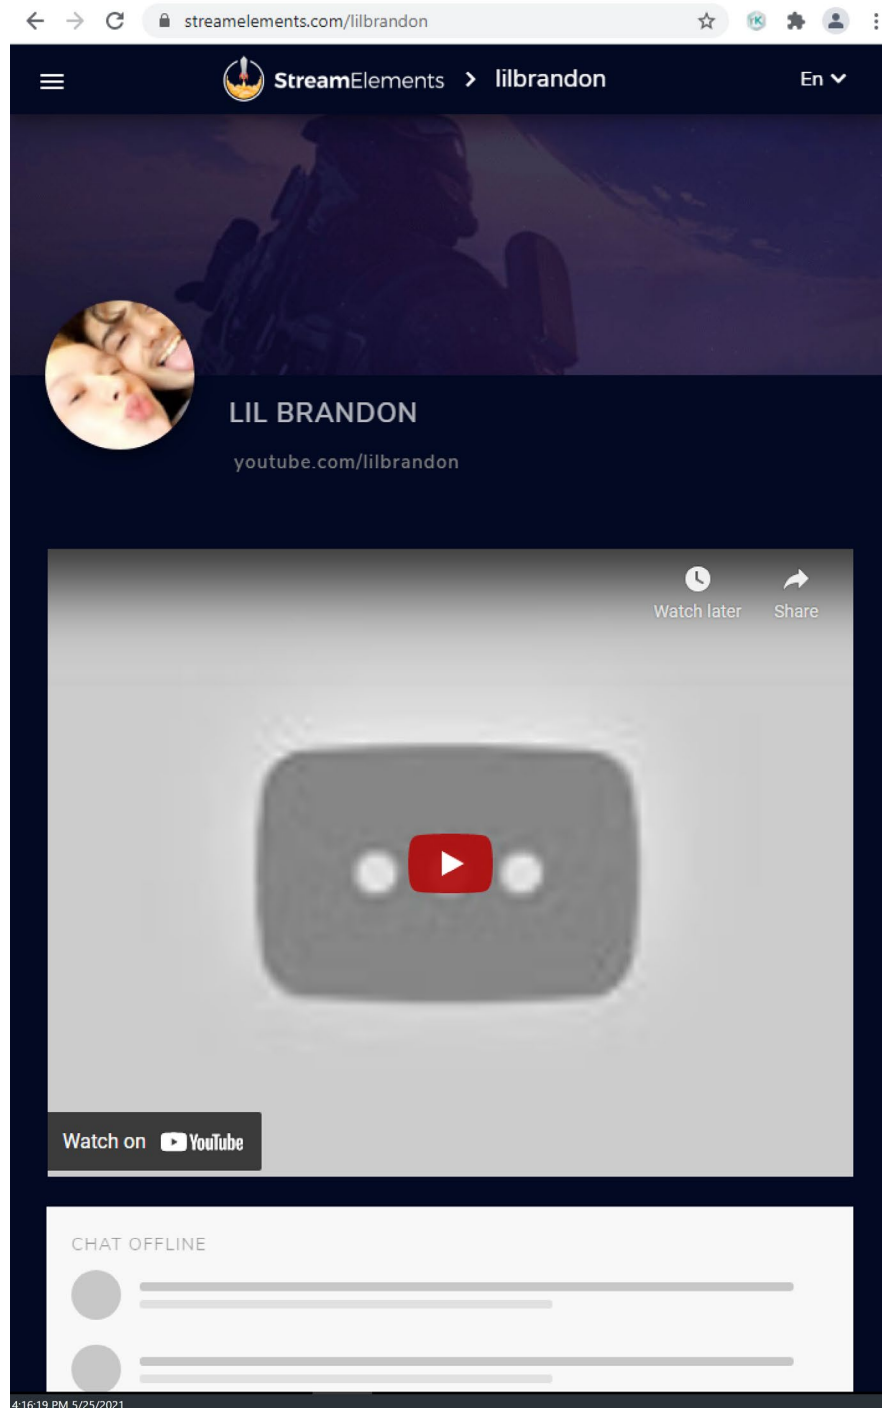 streamelements.com/lilbrandon
StreamElements > lilbrandon
En
LIL BRANDON
youtube.com/lilbrandon
Watch later
Share
Watch on YouTube
CHAT OFFLINE
4:16:19 PM 5/25/2021